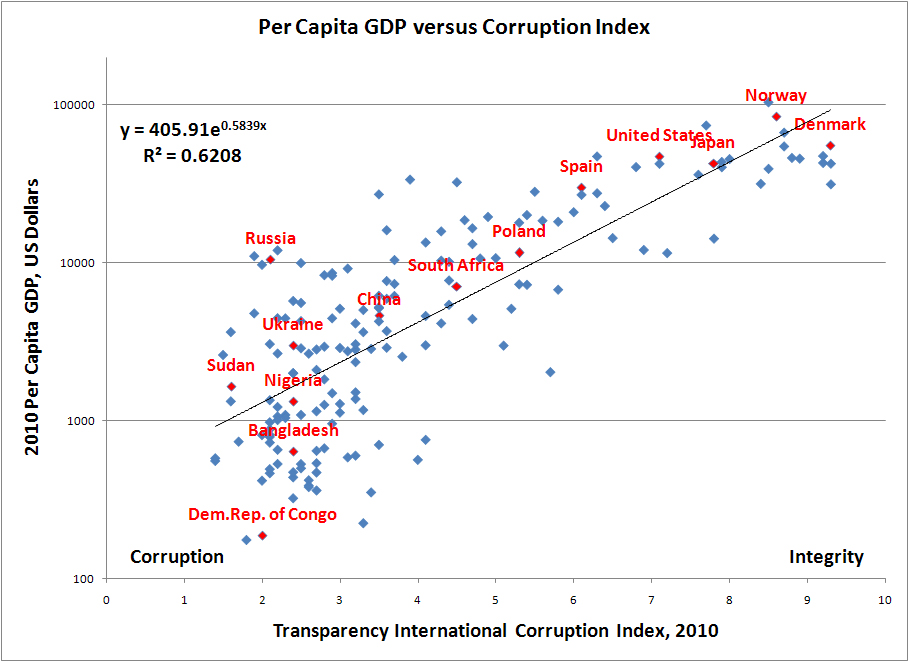 Per Capita GDP versus Corruption Index
2010 Per Capita GDP, US Dollars
100000
10000
1000
100
y = 405.91e^0.5839x
R² = 0.6208
Norway
Denmark
United States
Japan
Spain
Poland
Russia
South Africa
China
Ukraine
Sudan
Nigeria
Bangladesh
Dem.Rep. of Congo
Corruption
Integrity
0 1 2 3 4 5 6 7 8 9 10
Transparency International Corruption Index, 2010